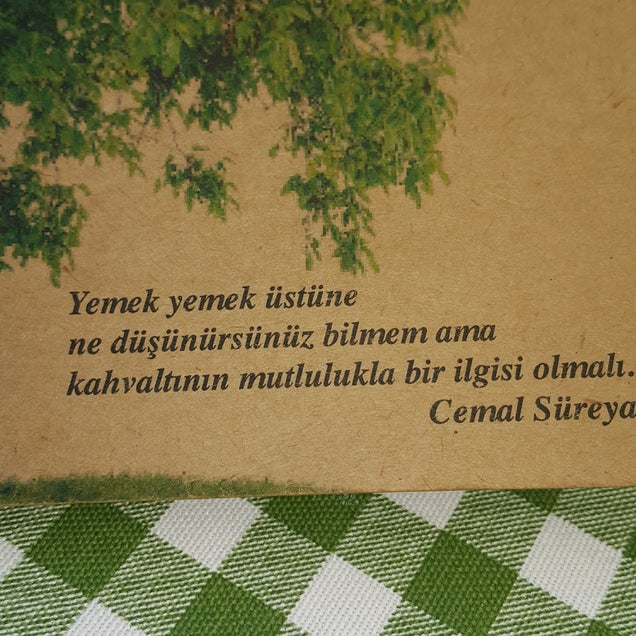 Yemek yemek üstüne
ne düşünürsünüz bilmem ama
kahvaltının mutlulukla bir ilgisi olmalı.
Cemal Süreya